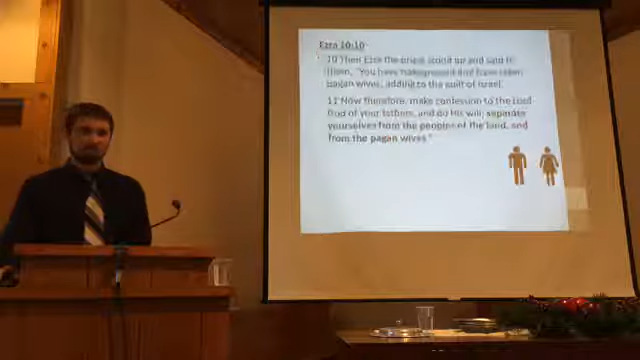 Ezra 10:10
10 Then Ezra the priest stood up and said to
them, "You have transgressed and have taken
pagan wives, adding to the guilt of Israel.
11 Now therefore, make confession to the Lord
God of your fathers, and do His will; separate
yourselves from the peoples of the land, and
from the pagan wives."